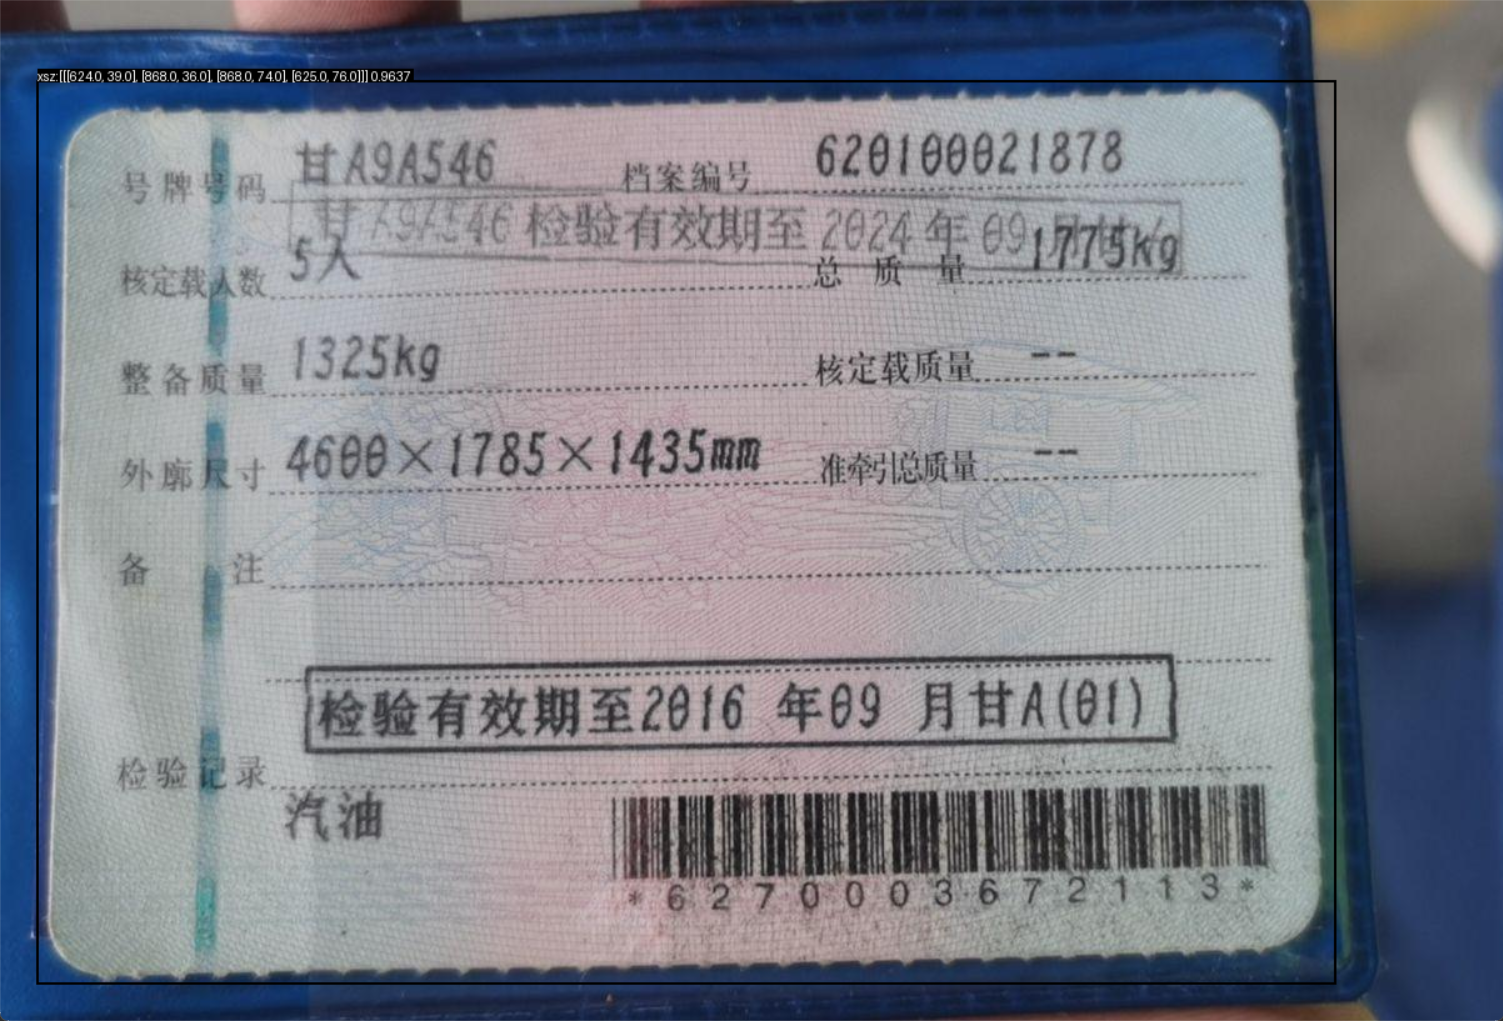 xsz:[[[624.0, 39.0], [868.0, 36.0], [868.0, 74.0], [625.0, 76.0]]] 0.9637
号牌号码 甘A9A546 档案编号 620100021878
甘A9A546 检验有效期至 2024 年 09
核定载人数 5人 总质量 1775kg
整备质量 1325kg 核定载质量 --
外廓尺寸 4600×1785×1435mm 准牵引总质量 --
备注
检验有效期至2016 年09 月甘A(01)
检验记录
汽油
*6270003672113*